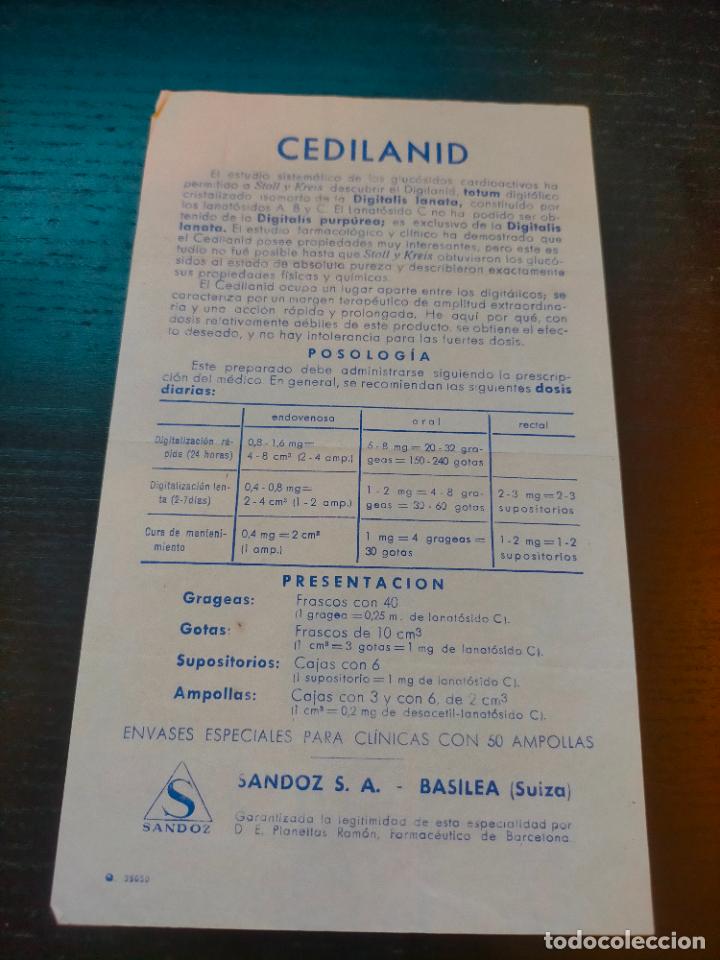 CEDILANID
El estudio sistemático de los glucósidos cardioactivos ha
permitido a Stoll y Kreis descubrir el Digilanid, totum digitólico
cristalizado isomorfo de la Digitalis lanata, constituído por
los lanatósidos A, B y C. El Lanatósido C no ha podido ser ob-
tenido de la Digitalis purpúrea; es exclusivo de la Digitalis
lanata. El estudio farmacológico y clínico ha demostrado que
el Cedilanid posee propiedades muy interesantes, pero este es-
tudio no fué posible hasta que Stoll y Kreis obtuvieron los glucó-
sidos al estado de absoluta pureza y describieron exactamente
sus propiedades físicas y químicas.
El Cedilanid ocupa un lugar aparte entre los digitálicos; se
caracteriza por un margen terapéutico de amplitud extraordina-
ria y una acción rápida y prolongada. He aquí por qué, con
dosis relativamente débiles de este producto, se obtiene el efec-
to deseado, y no hay intolerancia para las fuertes dosis.
POSOLOGÍA
Este preparado debe administrarse siguiendo la prescrip-
ción del médico. En general, se recomiendan las siguientes dosis
diarias:
endovenosa oral rectal
Digitalización rá-
pida (24 horas)
0,8 - 1,6 mg=
4 - 8 cm³ (2 - 4 amp.)
6 - 8 mg = 20 - 32 gra-
geas = 150 - 240 gotas
Digitalización len-
ta (2-7 días)
0,4 - 0,8 mg=
2 - 4 cm³ (1 - 2 amp.)
1 - 2 mg = 4 - 8 gra-
geas = 30 - 60 gotas
2 - 3 mg = 2-3
supositorios
Cura de manteni-
miento
0,4 mg = 2 cm³
(1 amp.)
1 mg = 4 grageas =
30 gotas
1 - 2 mg = 1-2
supositorios
PRESENTACION
Grageas: Frascos con 40
(1 gragea = 0,25 m. de lanatósido C).
Gotas: Frascos de 10 cm³
(1 cm³ = 3 gotas = 1 mg de lanatósido C).
Supositorios: Cajas con 6
(1 supositorio = 1 mg de lanatósido C).
Ampollas: Cajas con 3 y con 6, de 2 cm³
(1 cm³ = 0,2 mg de desacetil-lanatósido C).
ENVASES ESPECIALES PARA CLÍNICAS CON 50 AMPOLLAS
S
SANDOZ
SANDOZ S. A. - BASILEA (Suiza)
Garantizada la legitimidad de esta especialidad por
D. E. Planellas Ramón, Farmacéutico de Barcelona
todocoleccion
todocoleccion.net